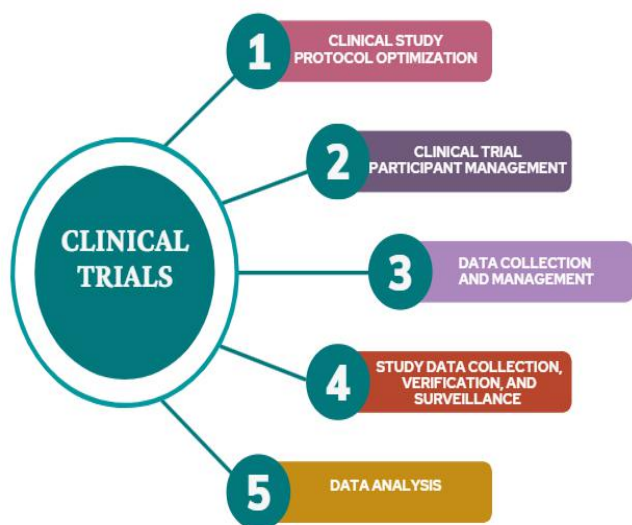 1
CLINICAL STUDY
PROTOCOL OPTIMIZATION
2
CLINICAL TRIAL
PARTICIPANT MANAGEMENT
CLINICAL
TRIALS
3
DATA COLLECTION
AND MANAGEMENT
4
STUDY DATA COLLECTION,
VERIFICATION, AND
SURVEILLANCE
5
DATA ANALYSIS